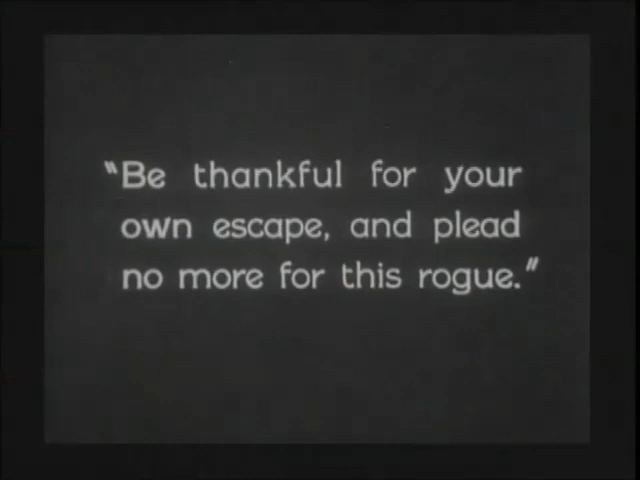 "Be thankful for your
own escape, and plead
no more for this rogue."